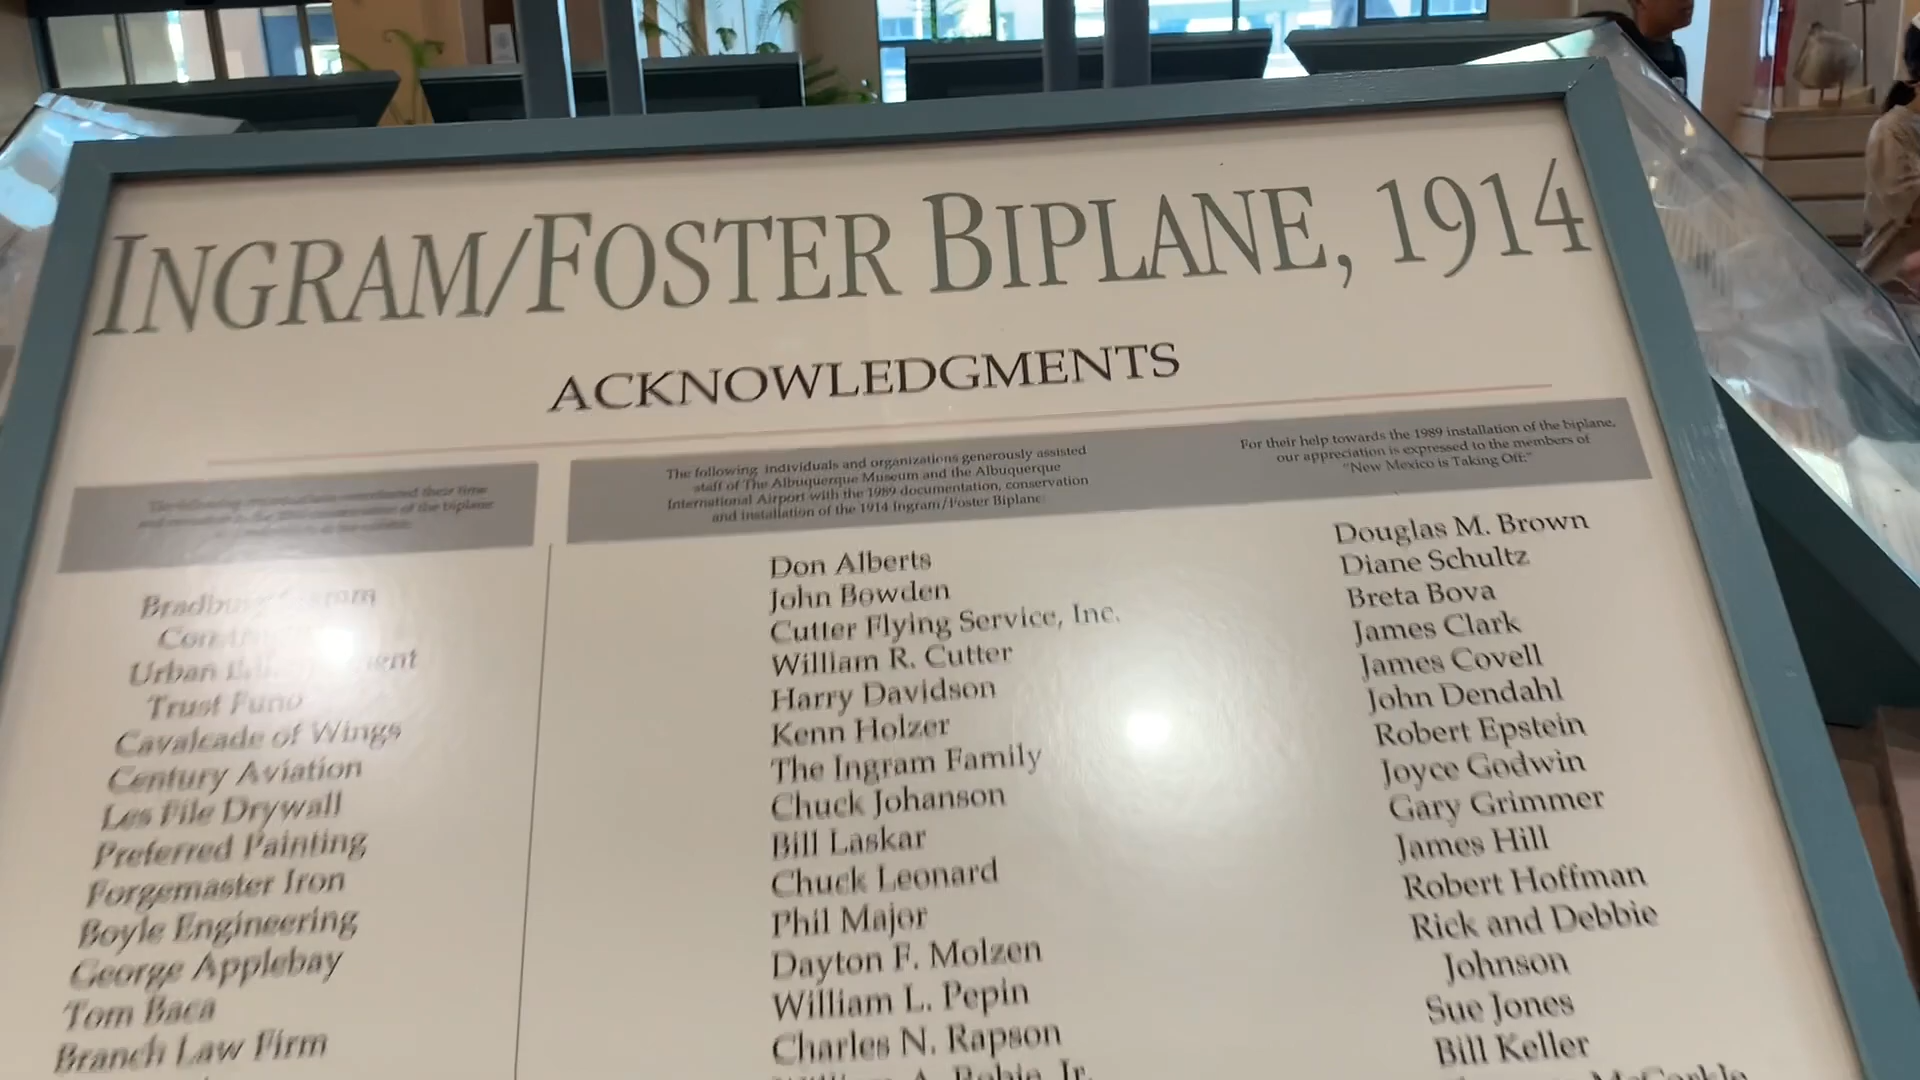 INGRAM/FOSTER BIPLANE, 1914
ACKNOWLEDGMENTS
The following individuals and organizations generously assisted
staff of The Albuquerque Museum and the Albuquerque
International Airport with the 1989 documentation, conservation
and installation of the 1914 Ingram/Foster Biplane:
For their help towards the 1989 installation of the biplane,
our appreciation is expressed to the members of
"New Mexico is Taking Off:"
Urban
Trust Fund
Cavalcade of Wings
Century Aviation
Les File Drywall
Preferred Painting
Forgemaster Iron
Boyle Engineering
George Applebay
Tom Baca
Branch Law Firm
Don Alberts
John Bowden
Cutter Flying Service, Inc.
William R. Cutter
Harry Davidson
Kenn Holzer
The Ingram Family
Chuck Johanson
Bill Laskar
Chuck Leonard
Phil Major
Dayton F. Molzen
William L. Pepin
Charles N. Rapson
Jr.
Douglas M. Brown
Diane Schultz
Breta Bova
James Clark
James Covell
John Dendahl
Robert Epstein
Joyce Godwin
Gary Grimmer
James Hill
Robert Hoffman
Rick and Debbie
Johnson
Sue Jones
Bill Keller